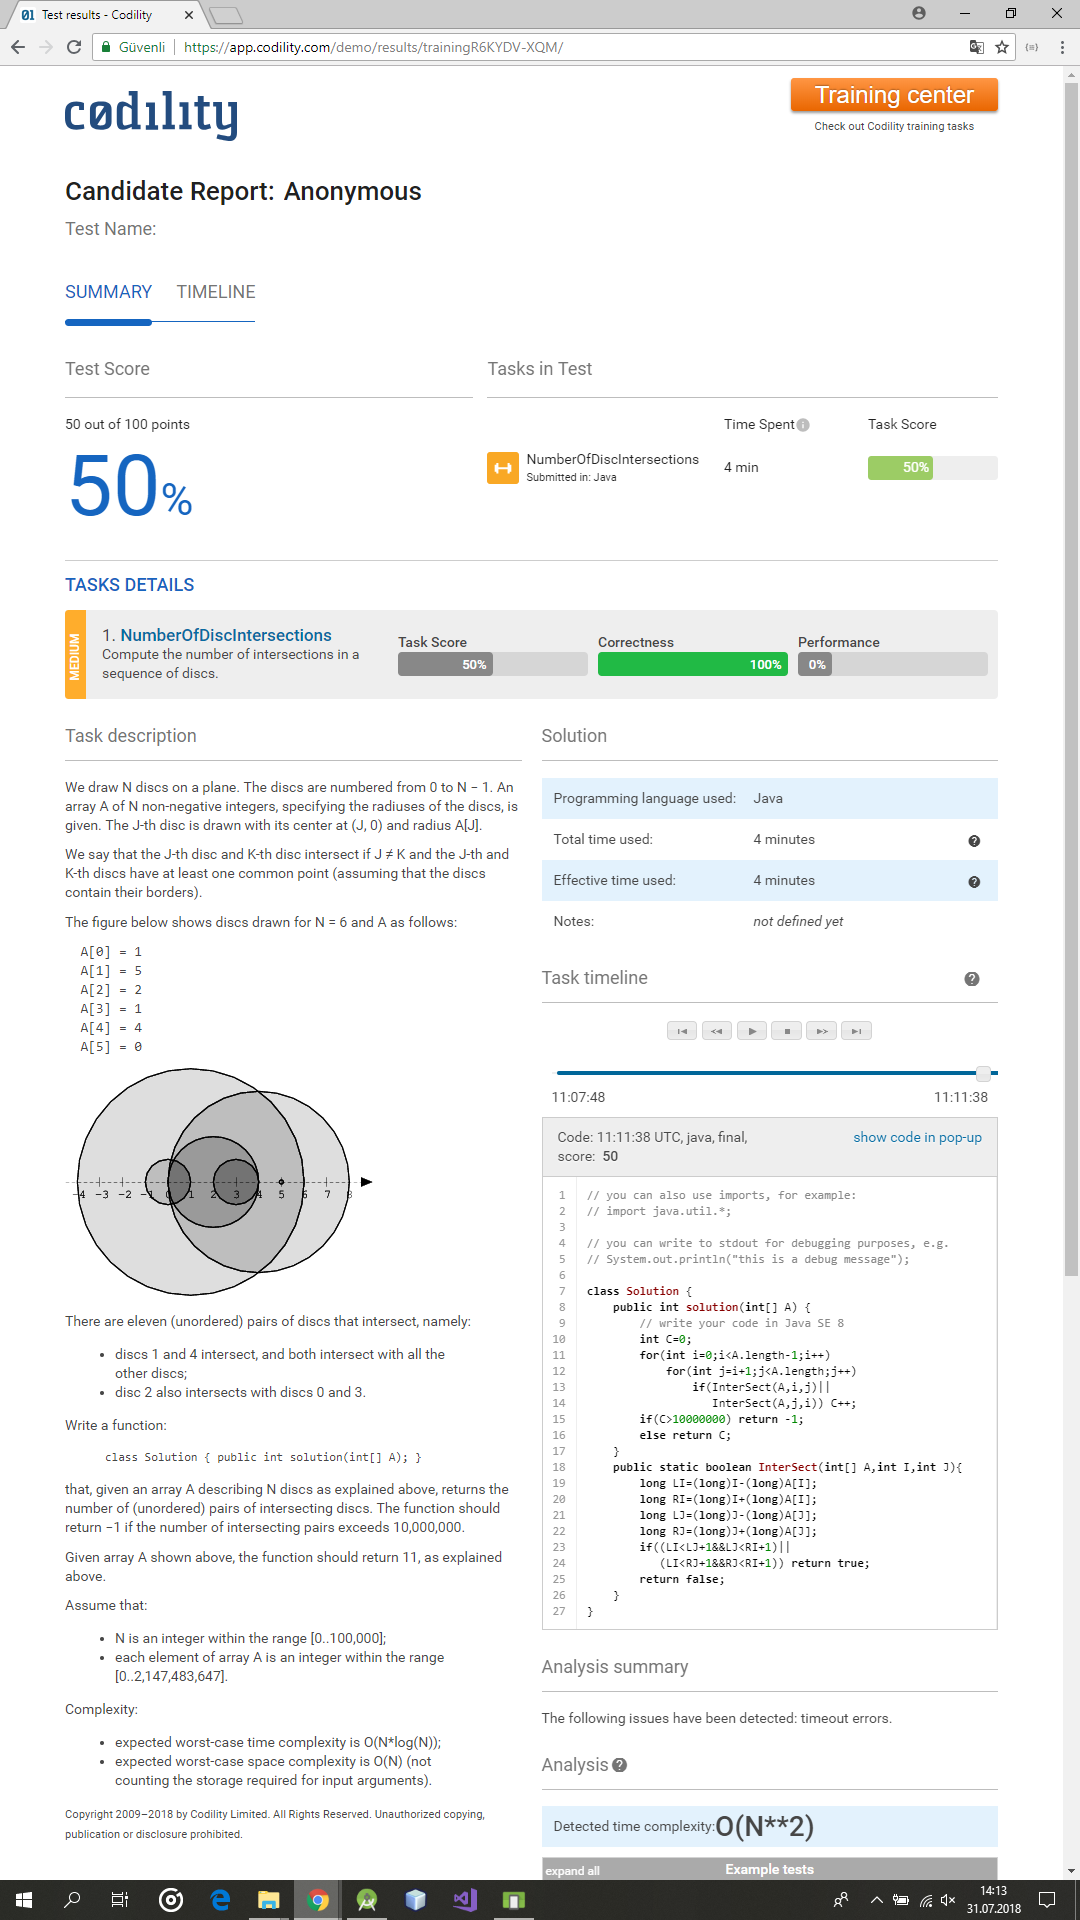 Test results - Codility
Güvenli
https://app.codility.com/demo/results/trainingR6KYDV-XQM/
codility
Training center
Check out Codility training tasks
Candidate Report: Anonymous
Test Name:
SUMMARY TIMELINE
Test Score
50 out of 100 points
50%
Tasks in Test
Time Spent Task Score
NumberOfDiscIntersections
Submitted in: Java
4 min
50%
TASKS DETAILS
MEDIUM
1. NumberOfDiscIntersections
Compute the number of intersections in a
sequence of discs.
Task Score
50%
Correctness
100%
Performance
0%
Task description
We draw N discs on a plane. The discs are numbered from 0 to N − 1. An
array A of N non-negative integers, specifying the radiuses of the discs, is
given. The J-th disc is drawn with its center at (J, 0) and radius A[J].
We say that the J-th disc and K-th disc intersect if J ≠ K and the J-th and
K-th discs have at least one common point (assuming that the discs
contain their borders).
The figure below shows discs drawn for N = 6 and A as follows:
A[0] = 1
A[1] = 5
A[2] = 2
A[3] = 1
A[4] = 4
A[5] = 0
-4 -3 -2 -1 0 1 2 3 4 5 6 7 8
There are eleven (unordered) pairs of discs that intersect, namely:
• discs 1 and 4 intersect, and both intersect with all the
other discs;
• disc 2 also intersects with discs 0 and 3.
Write a function:
class Solution { public int solution(int[] A); }
that, given an array A describing N discs as explained above, returns the
number of (unordered) pairs of intersecting discs. The function should
return −1 if the number of intersecting pairs exceeds 10,000,000.
Given array A shown above, the function should return 11, as explained
above.
Assume that:
• N is an integer within the range [0..100,000];
• each element of array A is an integer within the range
[0..2,147,483,647].
Complexity:
• expected worst-case time complexity is O(N*log(N));
• expected worst-case space complexity is O(N) (not
counting the storage required for input arguments).
Copyright 2009–2018 by Codility Limited. All Rights Reserved. Unauthorized copying,
publication or disclosure prohibited.
Solution
Programming language used: Java
Total time used: 4 minutes
Effective time used: 4 minutes
Notes: not defined yet
Task timeline
11:07:48 11:11:38
Code: 11:11:38 UTC, java, final,
score: 50
show code in pop-up
1 // you can also use imports, for example:
2 // import java.util.*;
3
4 // you can write to stdout for debugging purposes, e.g.
5 // System.out.println("this is a debug message");
6
7 class Solution {
8 public int solution(int[] A) {
9 // write your code in Java SE 8
10 int C=0;
11 for(int i=0;i<A.length-1;i++)
12 for(int j=i+1;j<A.length;j++)
13 if(InterSect(A,i,j)||
14 InterSect(A,j,i)) C++;
15 if(C>10000000) return -1;
16 else return C;
17 }
18 public static boolean InterSect(int[] A,int I,int J){
19 long LI=(long)I-(long)A[I];
20 long RI=(long)I+(long)A[I];
21 long LJ=(long)J-(long)A[J];
22 long RJ=(long)J+(long)A[J];
23 if((LI<LJ+1&&LJ<RI+1)||
24 (LI<RJ+1&&RJ<RI+1)) return true;
25 return false;
26 }
27 }
Analysis summary
The following issues have been detected: timeout errors.
Analysis
Detected time complexity: O(N**2)
expand all Example tests
14:13
31.07.2018